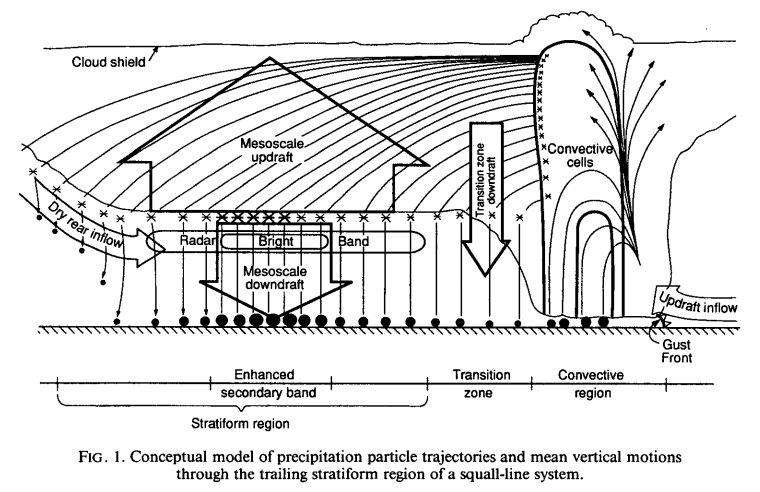 Cloud shield
Mesoscale
updraft
Transition zone
downdraft
Convective
cells
Dry rear inflow
Radar Bright Band
Mesoscale
downdraft
Updraft inflow
Gust
Front
Enhanced
secondary band
Transition
zone
Convective
region
Stratiform region
FIG. 1. Conceptual model of precipitation particle trajectories and mean vertical motions
through the trailing stratiform region of a squall-line system.